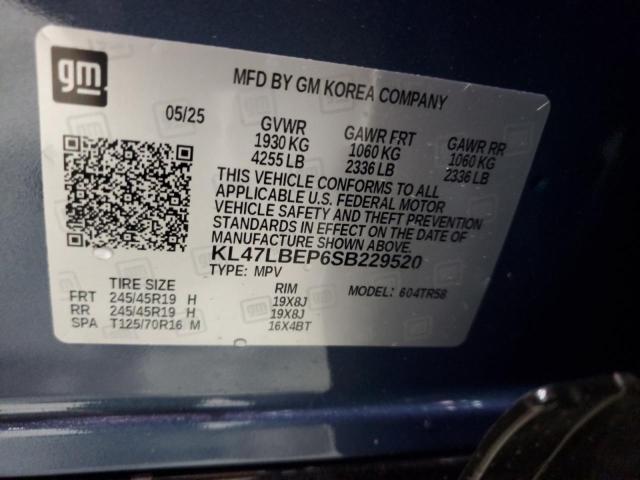 gm
MFD BY GM KOREA COMPANY
05/25 GVWR GAWR FRT GAWR RR
1930 KG 1060 KG 1060 KG
4255 LB 2336 LB 2336 LB
THIS VEHICLE CONFORMS TO ALL
APPLICABLE U.S. FEDERAL MOTOR
VEHICLE SAFETY AND THEFT PREVENTION
STANDARDS IN EFFECT ON THE DATE OF
MANUFACTURE SHOWN ABOVE.
KL47LBEP6SB229520
TYPE: MPV
TIRE SIZE RIM MODEL: 604TR58
FRT 245/45R19 H 19X8J
RR 245/45R19 H 19X8J
SPA T125/70R16 M 16X4BT